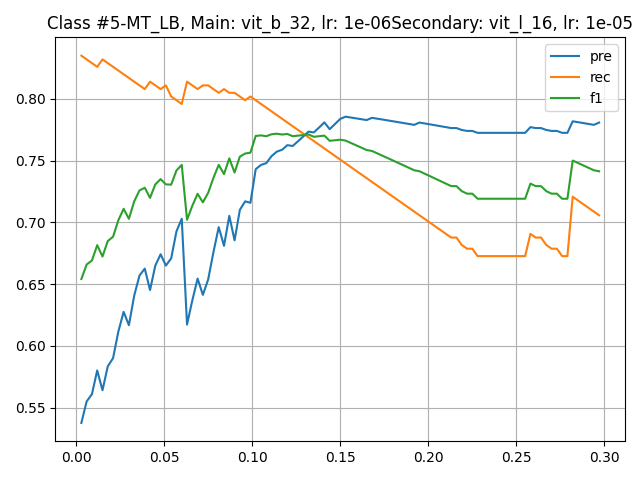 Class #5-MT_LB, Main: vit_b_32, lr: 1e-06Secondary: vit_l_16, lr: 1e-05
pre
rec
f1
0.80
0.75
0.70
0.65
0.60
0.55
0.00 0.05 0.10 0.15 0.20 0.25 0.30